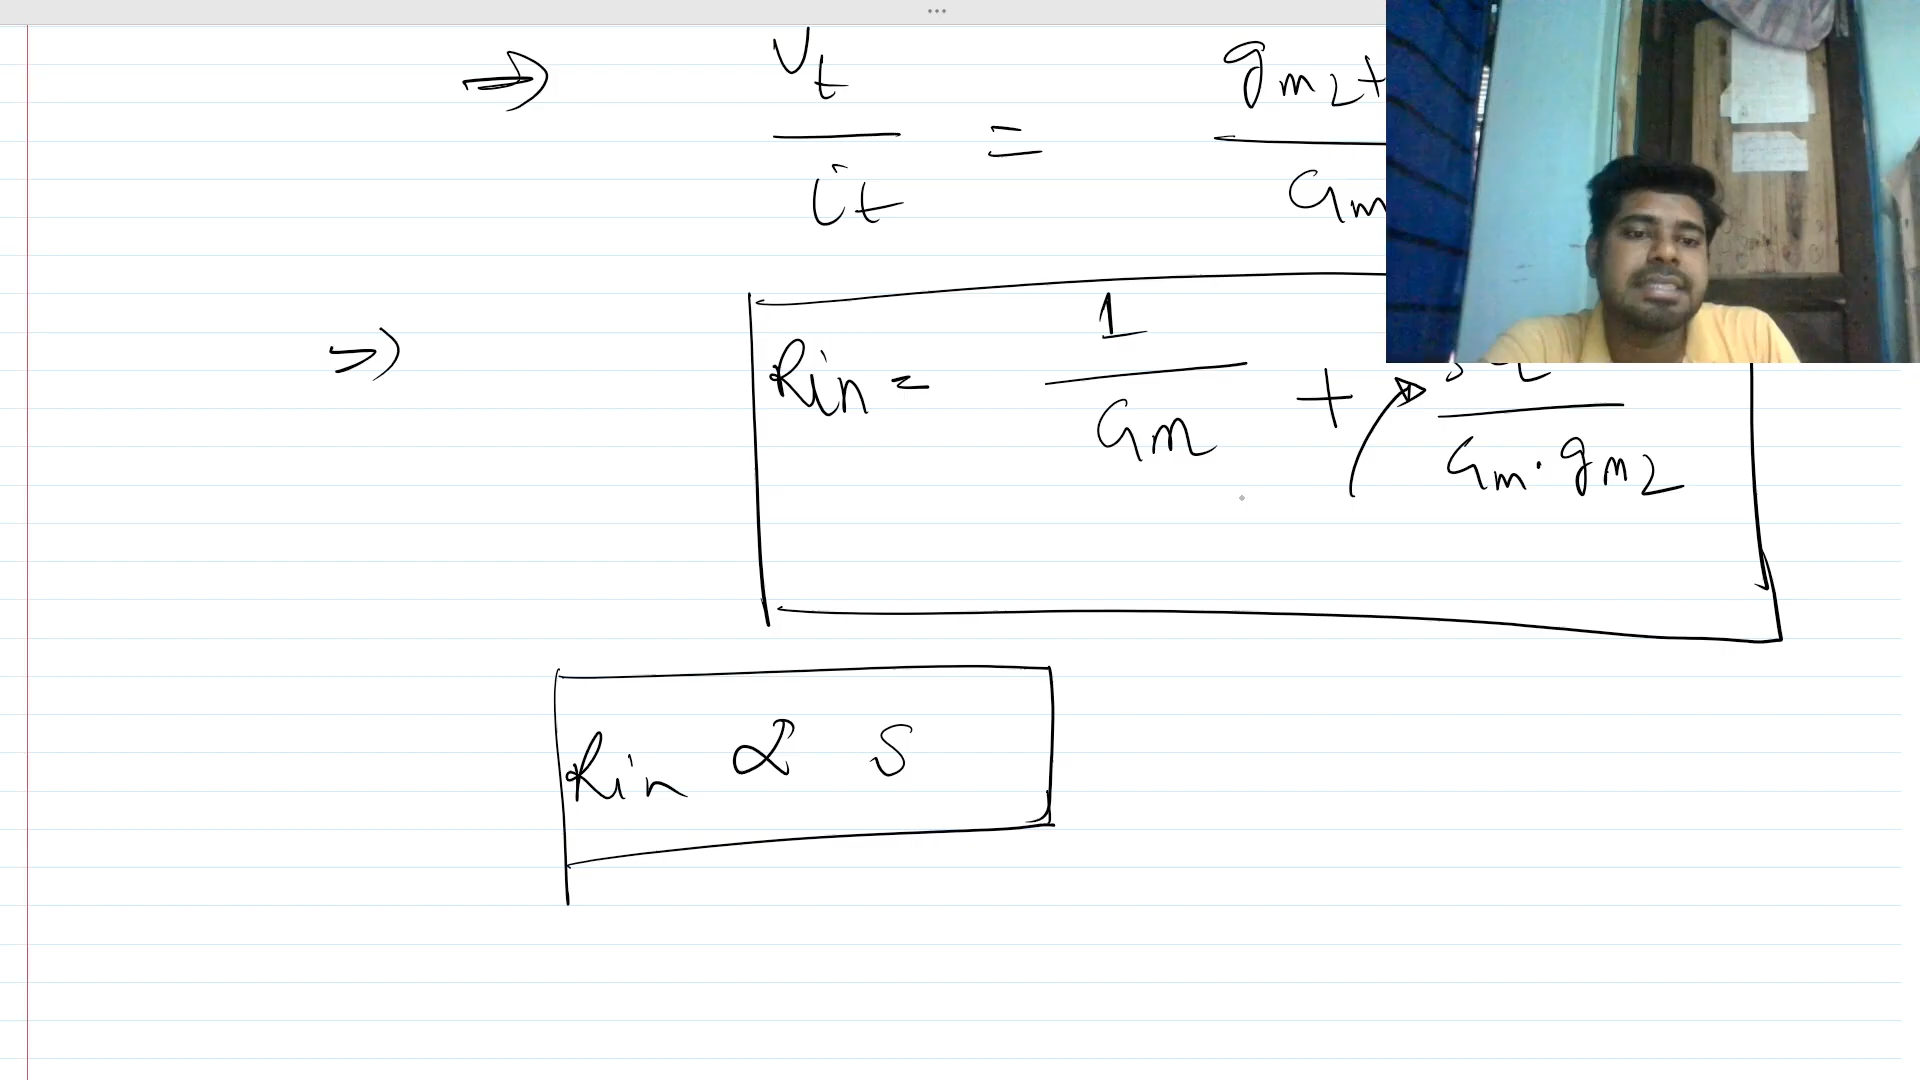 ⇒ Vt / it = gm2+ / Gm
⇒ Rin = 1 / Gm + / Gm · gm2
Rin ∝ S